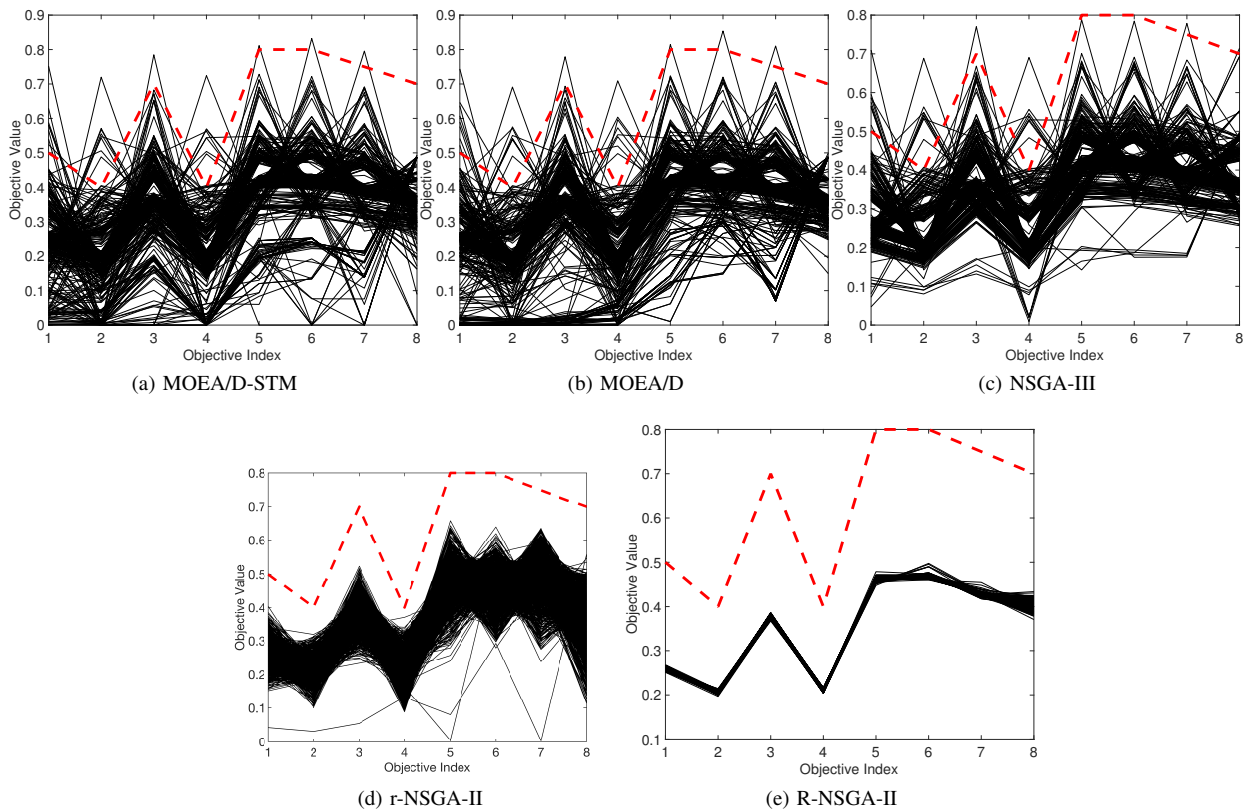 0.9
0.8
0.7
0.6
0.5
0.4
0.3
0.2
0.1
0
Objective Value
1 2 3 4 5 6 7 8
Objective Index
(a) MOEA/D-STM
0.9
0.8
0.7
0.6
0.5
0.4
0.3
0.2
0.1
0
Objective Value
1 2 3 4 5 6 7 8
Objective Index
(b) MOEA/D
0.8
0.7
0.6
0.5
0.4
0.3
0.2
0.1
0
Objective Value
1 2 3 4 5 6 7 8
Objective Index
(c) NSGA-III
0.8
0.7
0.6
0.5
0.4
0.3
0.2
0.1
0
Objective Value
1 2 3 4 5 6 7 8
Objective Index
(d) r-NSGA-II
0.8
0.7
0.6
0.5
0.4
0.3
0.2
0.1
Objective Value
1 2 3 4 5 6 7 8
Objective Index
(e) R-NSGA-II